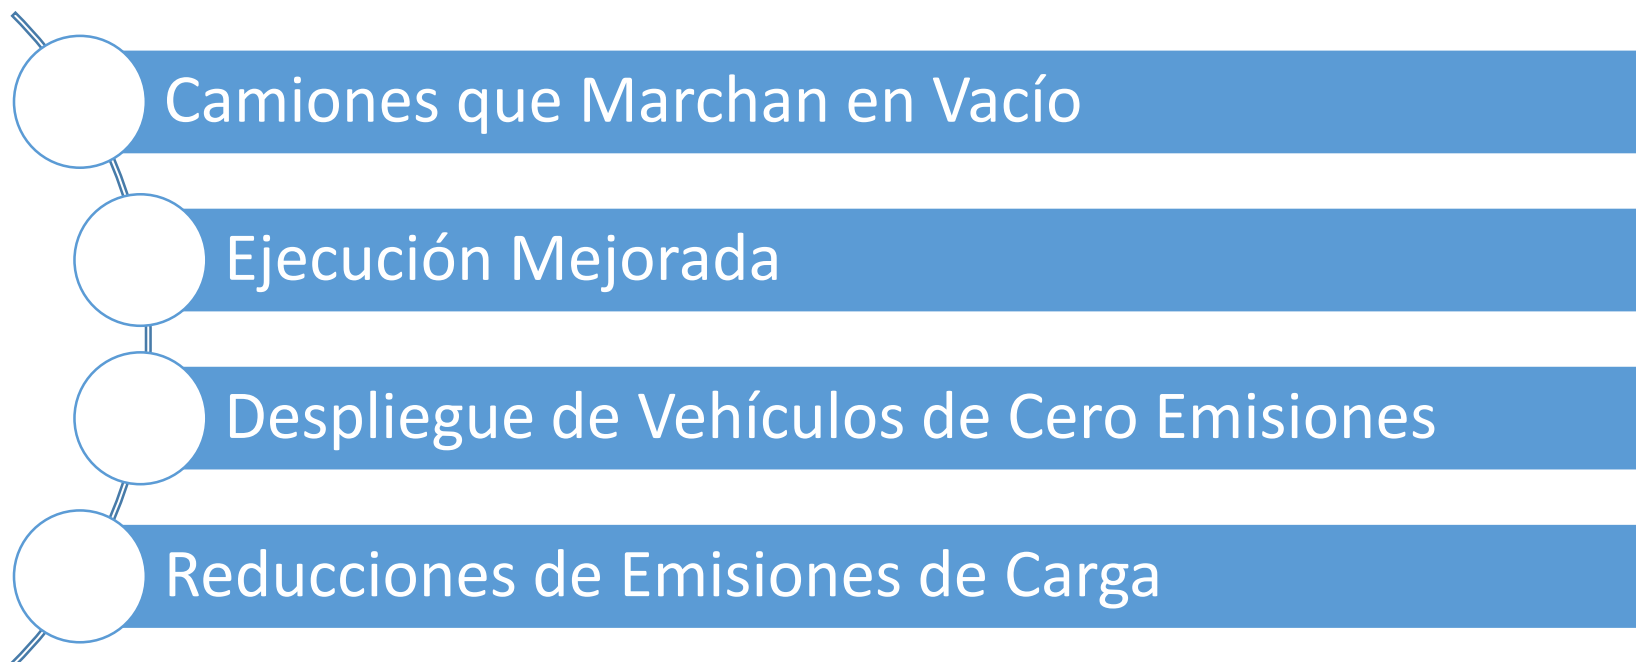 Camiones que Marchan en Vacío
Ejecución Mejorada
Despliegue de Vehículos de Cero Emisiones
Reducciones de Emisiones de Carga